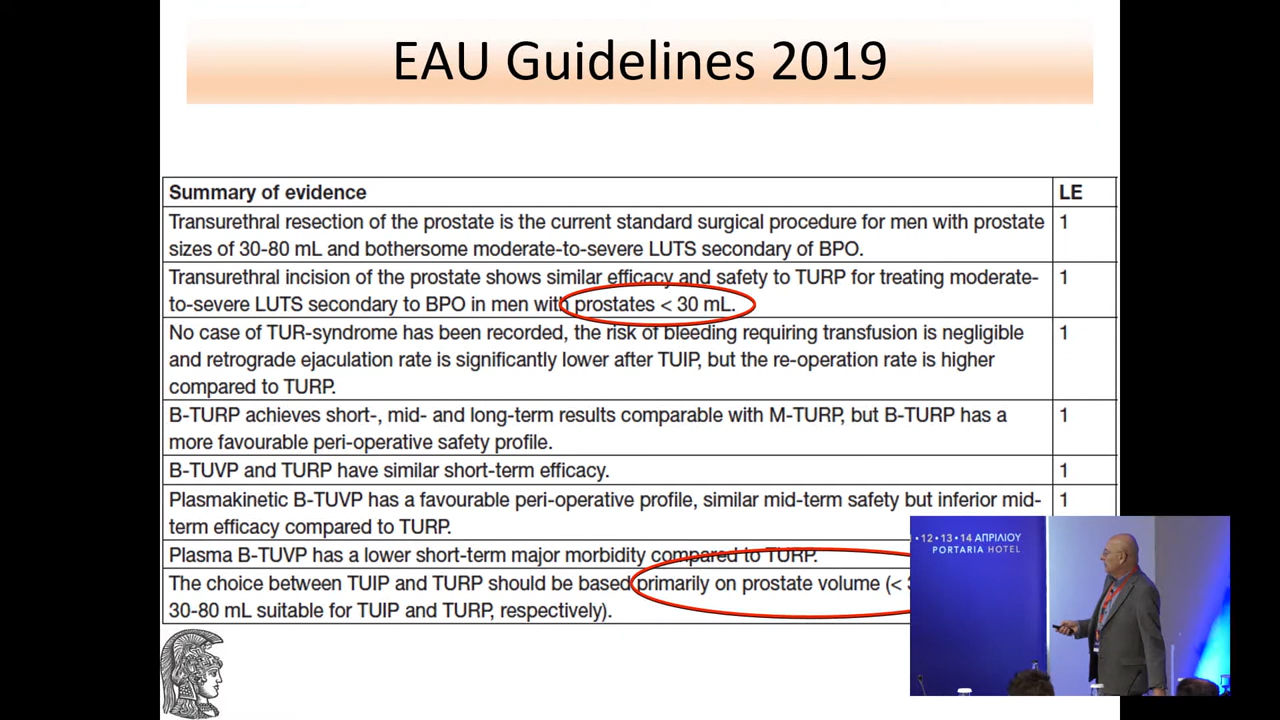 EAU Guidelines 2019
Summary of evidence LE
Transurethral resection of the prostate is the current standard surgical procedure for men with prostate 1
sizes of 30-80 mL and bothersome moderate-to-severe LUTS secondary of BPO.
Transurethral incision of the prostate shows similar efficacy and safety to TURP for treating moderate- 1
to-severe LUTS secondary to BPO in men with prostates < 30 mL.
No case of TUR-syndrome has been recorded, the risk of bleeding requiring transfusion is negligible 1
and retrograde ejaculation rate is significantly lower after TUIP, but the re-operation rate is higher
compared to TURP.
B-TURP achieves short-, mid- and long-term results comparable with M-TURP, but B-TURP has a 1
more favourable peri-operative safety profile.
B-TUVP and TURP have similar short-term efficacy. 1
Plasmakinetic B-TUVP has a favourable peri-operative profile, similar mid-term safety but inferior mid- 1
term efficacy compared to TURP.
Plasma B-TUVP has a lower short-term major morbidity compared to TURP.
The choice between TUIP and TURP should be based primarily on prostate volume (<
30-80 mL suitable for TUIP and TURP, respectively).
12•13•14 ΑΠΡΙΛΙΟΥ
PORTARIA HOTEL